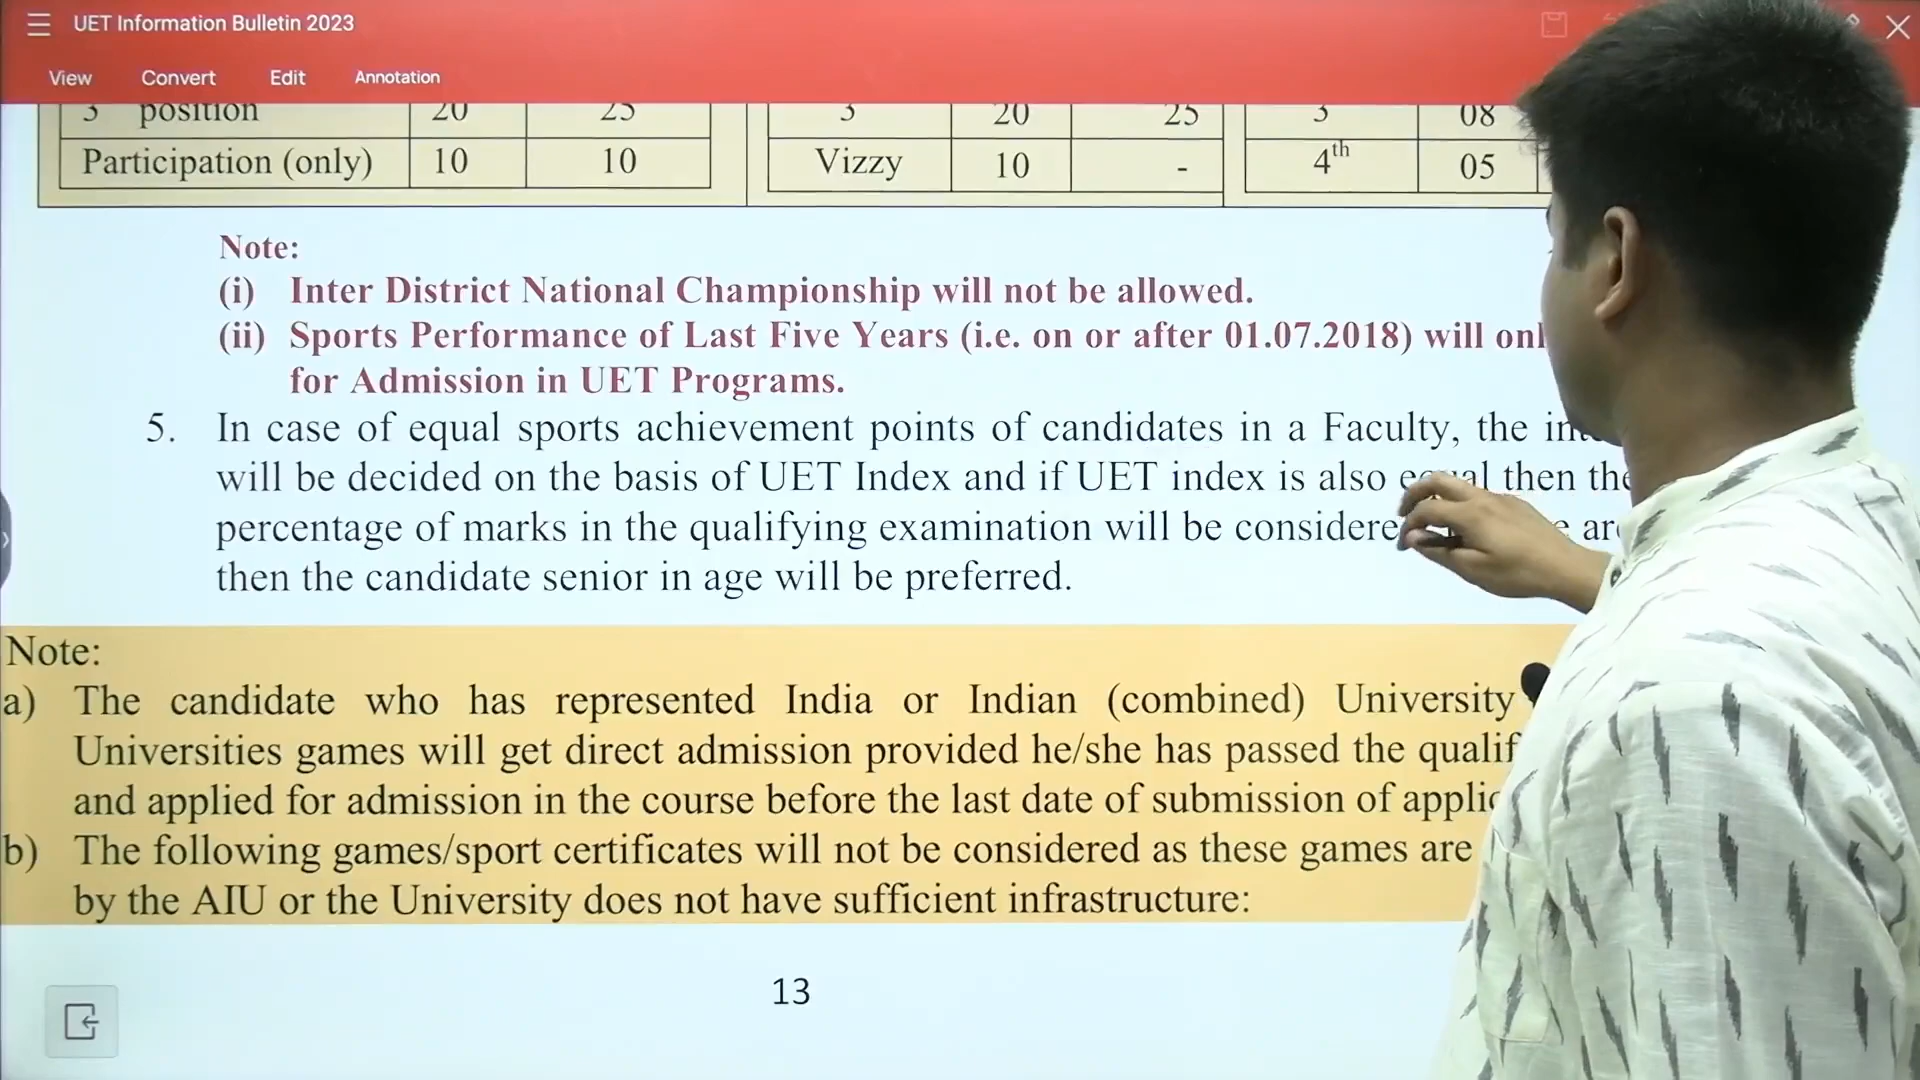 UET Information Bulletin 2023
View Convert Edit Annotation
3 position 20 25 3 20 25 3 08
Participation (only) 10 10 Vizzy 10 - 4th 05
Note:
(i) Inter District National Championship will not be allowed.
(ii) Sports Performance of Last Five Years (i.e. on or after 01.07.2018) will
for Admission in UET Programs.
5. In case of equal sports achievement points of candidates in a Faculty, the
will be decided on the basis of UET Index and if UET index is also equal then the
percentage of marks in the qualifying examination will be
then the candidate senior in age will be preferred.
Note:
a) The candidate who has represented India or Indian (combined) University
Universities games will get direct admission provided he/she has passed the
and applied for admission in the course before the last date of submission of
b) The following games/sport certificates will not be considered as these games are
by the AIU or the University does not have sufficient infrastructure:
13